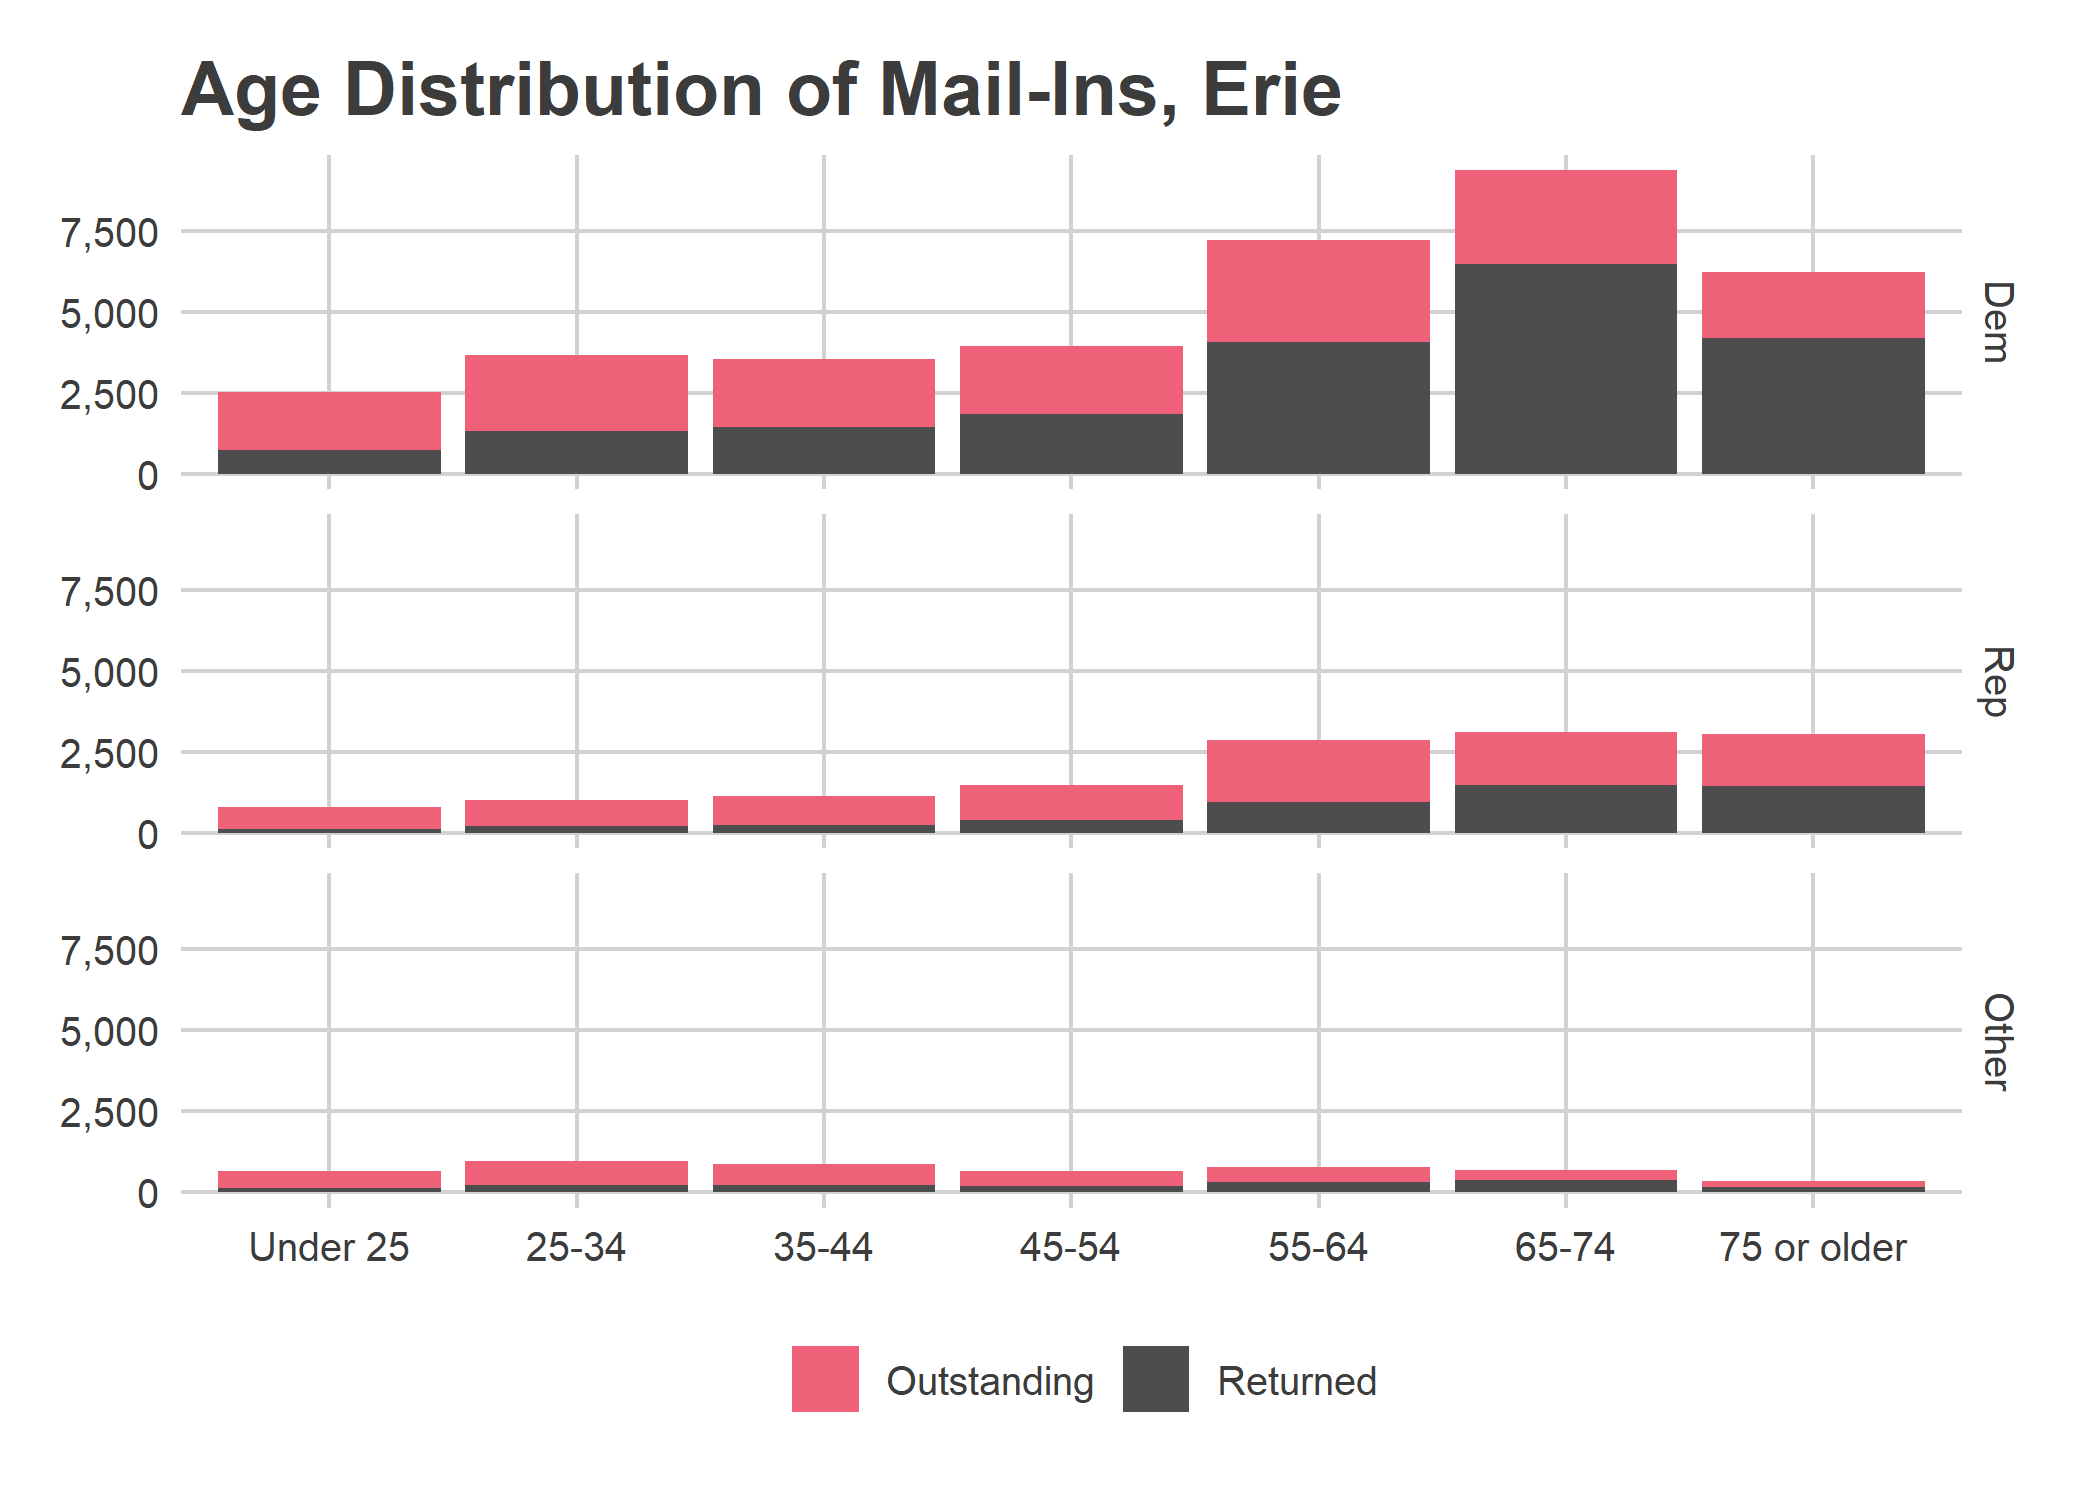 Age Distribution of Mail-Ins, Erie
7,500
5,000
2,500
0
Dem
7,500
5,000
2,500
0
Rep
7,500
5,000
2,500
0
Other
Under 25 25-34 35-44 45-54 55-64 65-74 75 or older
Outstanding Returned